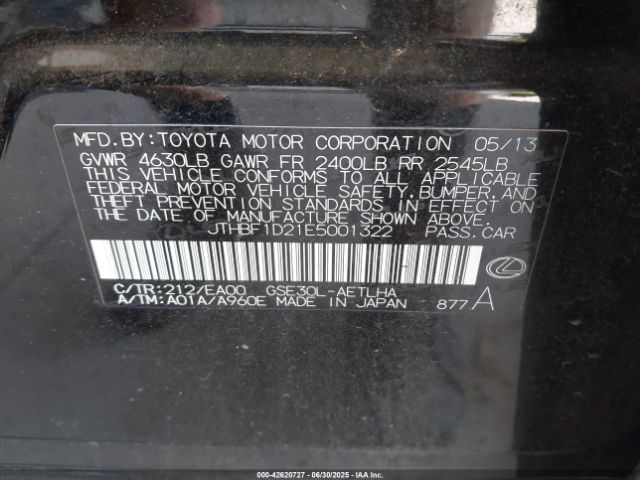 MFD.BY:TOYOTA MOTOR CORPORATION 05/13
GVWR 4630LB GAWR FR 2400LB RR 2545LB
THIS VEHICLE CONFORMS TO ALL APPLICABLE
FEDERAL MOTOR VEHICLE SAFETY, BUMPER, AND
THEFT PREVENTION STANDARDS IN EFFECT ON
THE DATE OF MANUFACTURE SHOWN ABOVE.
JTHBF1D21E5001322 PASS.CAR
C/TR:212/EA00 GSE30L-AETLHA
A/TM:A01A/A960E MADE IN JAPAN 877A
000-42620727 - 06/30/2025 - IAAI Inc.